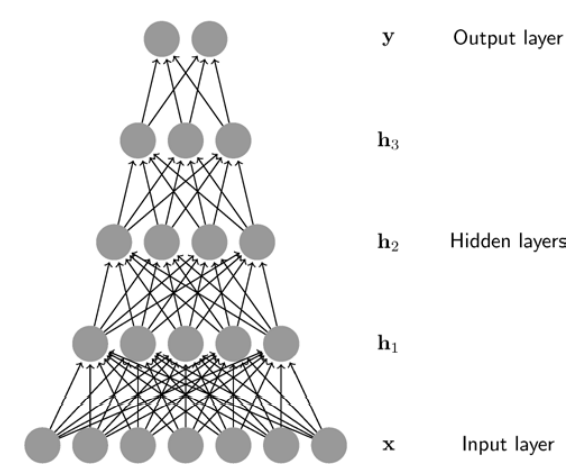 y Output layer
h₃
h₂ Hidden layers
h₁
x Input layer